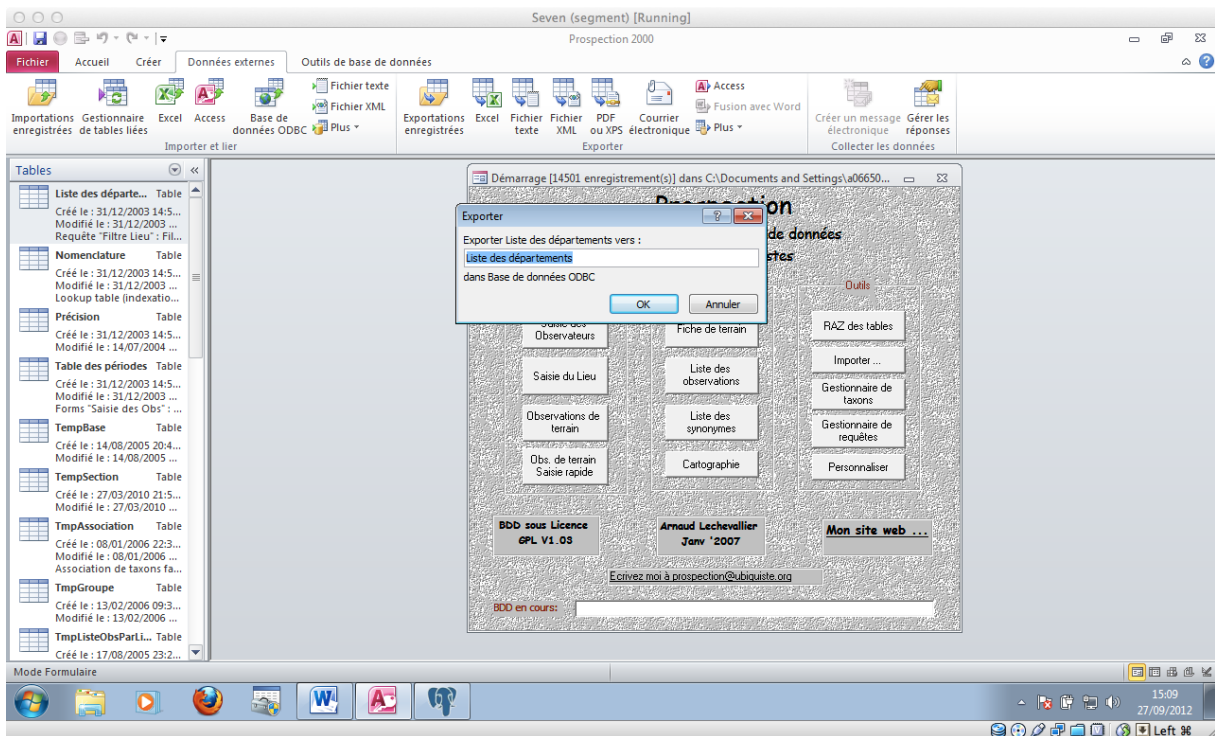 Seven (segment) [Running]
Prospection 2000
Fichier Accueil Créer Données externes Outils de base de données
Importations enregistrées
Gestionnaire de tables liées
Excel
Access
Base de données ODBC
Fichier texte
Fichier XML
Plus
Importer et lier
Exportations enregistrées
Excel
Fichier texte
Fichier XML
PDF ou XPS
Courrier électronique
Access
Fusion avec Word
Plus
Exporter
Créer un message électronique
Gérer les réponses
Collecter les données
Tables
Liste des départe... Table
Créé le : 31/12/2003 14:5...
Modifié le : 31/12/2003 ...
Requête "Filtre Lieu" : Fil...
Nomenclature Table
Créé le : 31/12/2003 14:5...
Modifié le : 31/12/2003 ...
Lookup table (indexatio...
Précision Table
Créé le : 31/12/2003 14:5...
Modifié le : 14/07/2004 ...
Table des périodes Table
Créé le : 31/12/2003 14:5...
Modifié le : 31/12/2003 ...
Forms "Saisie des Obs" : ...
TempBase Table
Créé le : 14/08/2005 20:4...
Modifié le : 14/08/2005 ...
TempSection Table
Créé le : 27/03/2010 21:5...
Modifié le : 27/03/2010 ...
TmpAssociation Table
Créé le : 08/01/2006 22:3...
Modifié le : 08/01/2006 ...
Association de taxons fa...
TmpGroupe Table
Créé le : 13/02/2006 09:3...
Modifié le : 13/02/2006 ...
TmpListeObsParLi... Table
Créé le : 17/08/2005 23:2...
Démarrage [14501 enregistrement(s)] dans C:\Documents and Settings\a06650...
de données
Exporter
Exporter Liste des départements vers :
Liste des départements
dans Base de données ODBC
OK Annuler
Observateurs
Saisie du Lieu
Observations de terrain
Obs. de terrain
Saisie rapide
Fiche de terrain
Liste des observations
Liste des synonymes
Cartographie
Outils
RAZ des tables
Importer ...
Gestionnaire de taxons
Gestionnaire de requêtes
Personnaliser
BDD sous Licence
GPL V1.03
Arnaud Lechevallier
Janv '2007
Mon site web ...
Ecrivez moi à prospection@ubiquiste.org
BDD en cours:
Mode Formulaire
15:09
27/09/2012
Left ⌘